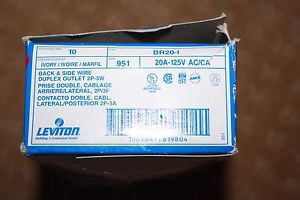 10
BR20-I
IVORY / IVOIRE / MARFIL
951
20A-125V AC/CA
BACK & SIDE WIRE
DUPLEX OUTLET 2P-3W
PRISE DOUBLE, CABLAGE
ARRIERE/LATERAL, 2P/3F
CONTACTO DOBLE, CABL.
LATERAL/POSTERIOR 2P-3A
LEVITON